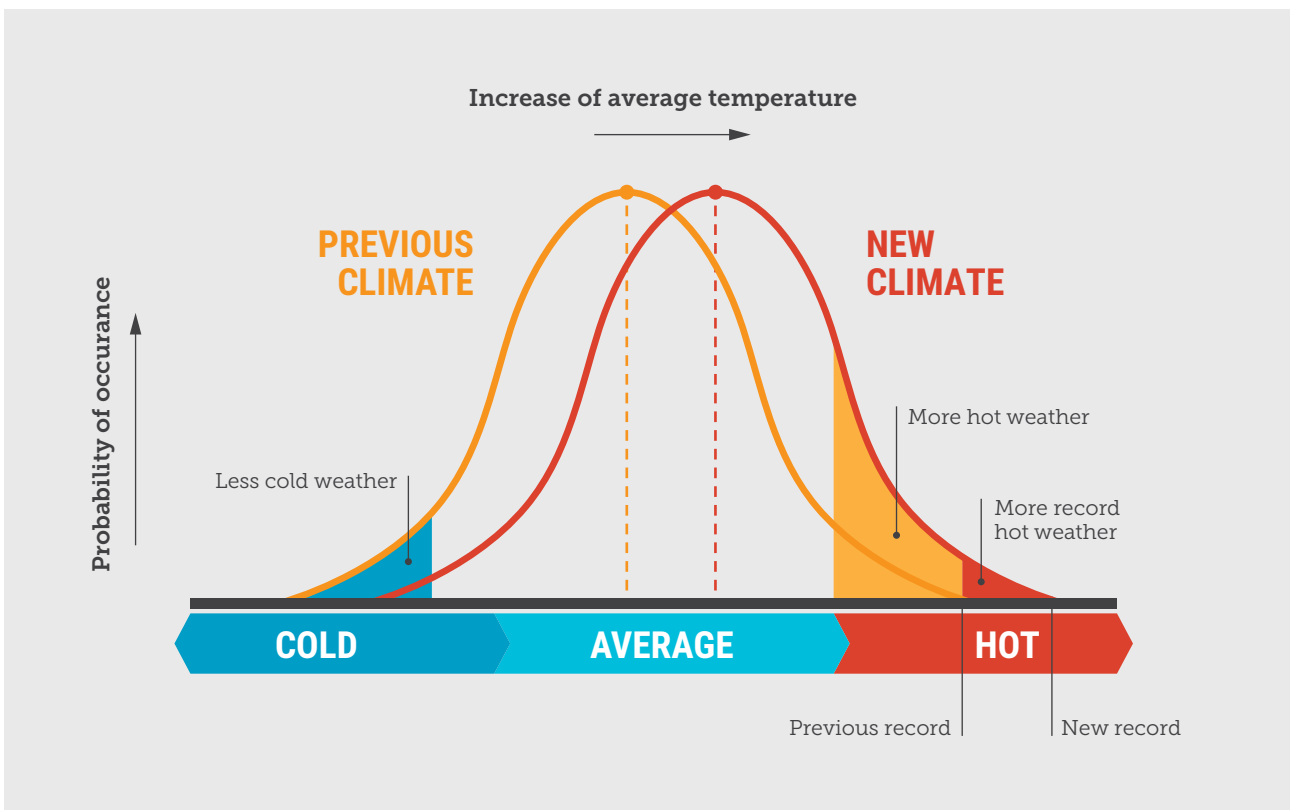 Increase of average temperature
PREVIOUS
CLIMATE
NEW
CLIMATE
Probability of occurance
More hot weather
Less cold weather
More record
hot weather
COLD
AVERAGE
HOT
Previous record
New record